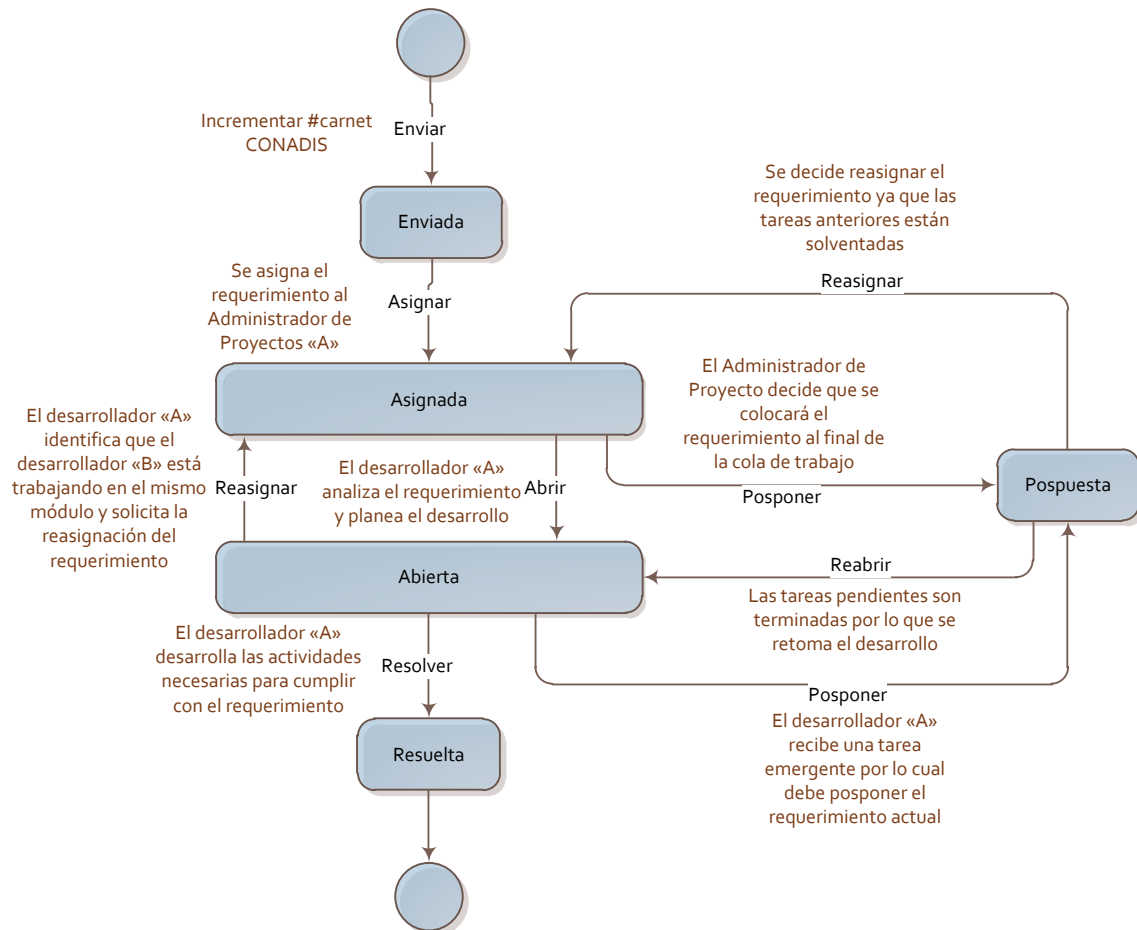 Incrementar #carnet
CONADIS
Enviar
Enviada
Se decide reasignar el
requerimiento ya que las
tareas anteriores están
solventadas
Se asigna el
requerimiento al
Administrador de
Proyectos «A»
Asignar
Reasignar
Asignada
El Administrador de
Proyecto decide que se
colocará el
requerimiento al final de
la cola de trabajo
El desarrollador «A»
identifica que el
desarrollador «B» está
trabajando en el mismo
módulo y solicita la
reasignación del
requerimiento
Reasignar
El desarrollador «A»
analiza el requerimiento
y planea el desarrollo
Abrir
Posponer
Pospuesta
Abierta
Reabrir
Las tareas pendientes son
terminadas por lo que se
retoma el desarrollo
El desarrollador «A»
desarrolla las actividades
necesarias para cumplir
con el requerimiento
Resolver
Posponer
El desarrollador «A»
recibe una tarea
emergente por lo cual
debe posponer el
requerimiento actual
Resuelta